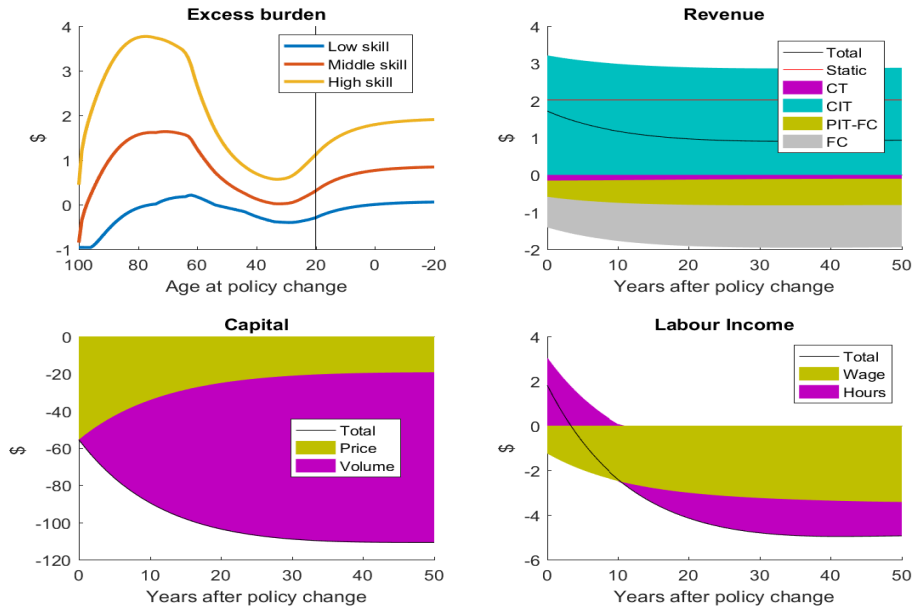 Excess burden
4
3
2
1
0
-1
$
100 80 60 40 20 0 -20
Age at policy change
Low skill
Middle skill
High skill
Revenue
4
3
2
1
0
-1
-2
$
0 10 20 30 40 50
Years after policy change
Total
Static
CT
CIT
PIT-FC
FC
Capital
0
-20
-40
-60
-80
-100
-120
$
0 10 20 30 40 50
Years after policy change
Total
Price
Volume
Labour Income
4
2
0
-2
-4
-6
$
0 10 20 30 40 50
Years after policy change
Total
Wage
Hours